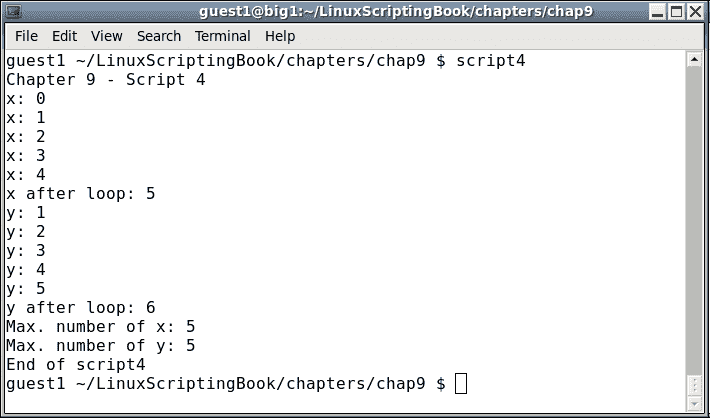 guest1@big1:~/LinuxScriptingBook/chapters/chap9
File Edit View Search Terminal Help
guest1 ~/LinuxScriptingBook/chapters/chap9 $ script4
Chapter 9 - Script 4
x: 0
x: 1
x: 2
x: 3
x: 4
x after loop: 5
y: 1
y: 2
y: 3
y: 4
y: 5
y after loop: 6
Max. number of x: 5
Max. number of y: 5
End of script4
guest1 ~/LinuxScriptingBook/chapters/chap9 $